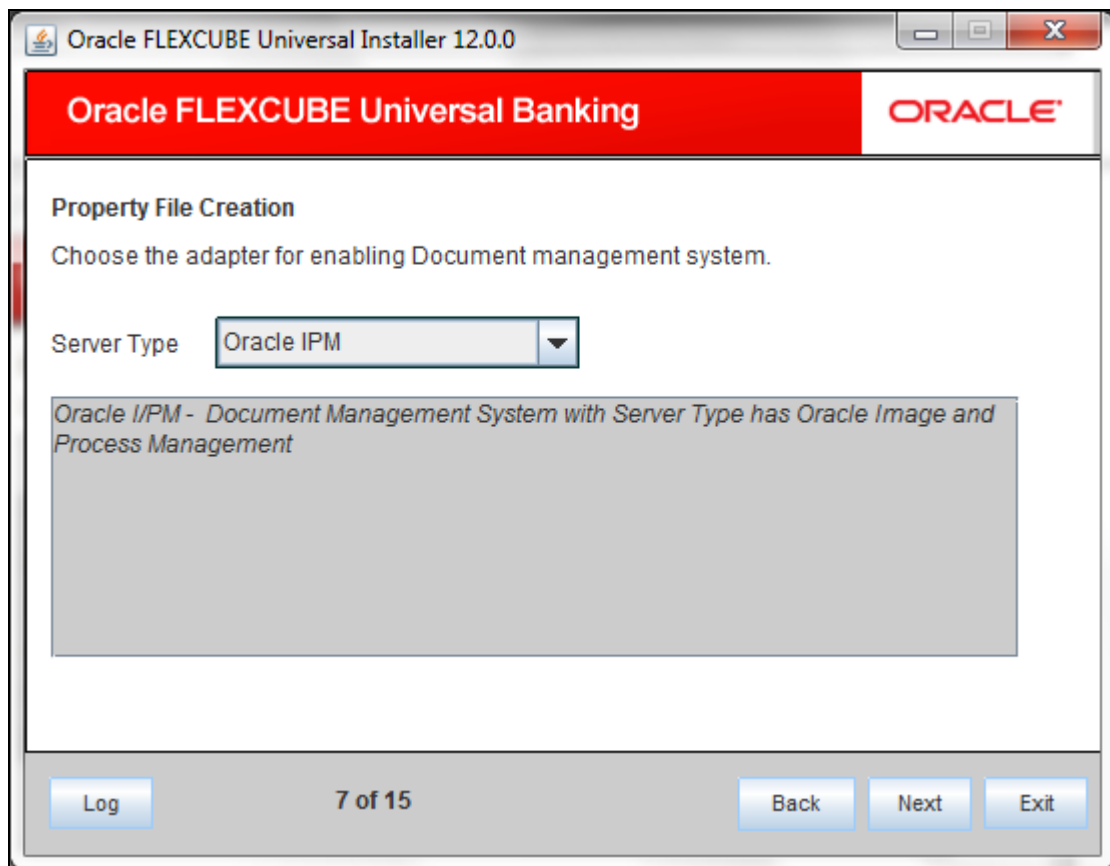 Oracle FLEXCUBE Universal Installer 12.0.0
Oracle FLEXCUBE Universal Banking
ORACLE
Property File Creation
Choose the adapter for enabling Document management system.
Server Type
Oracle IPM
Oracle I/PM - Document Management System with Server Type has Oracle Image and
Process Management
Log
7 of 15
Back
Next
Exit